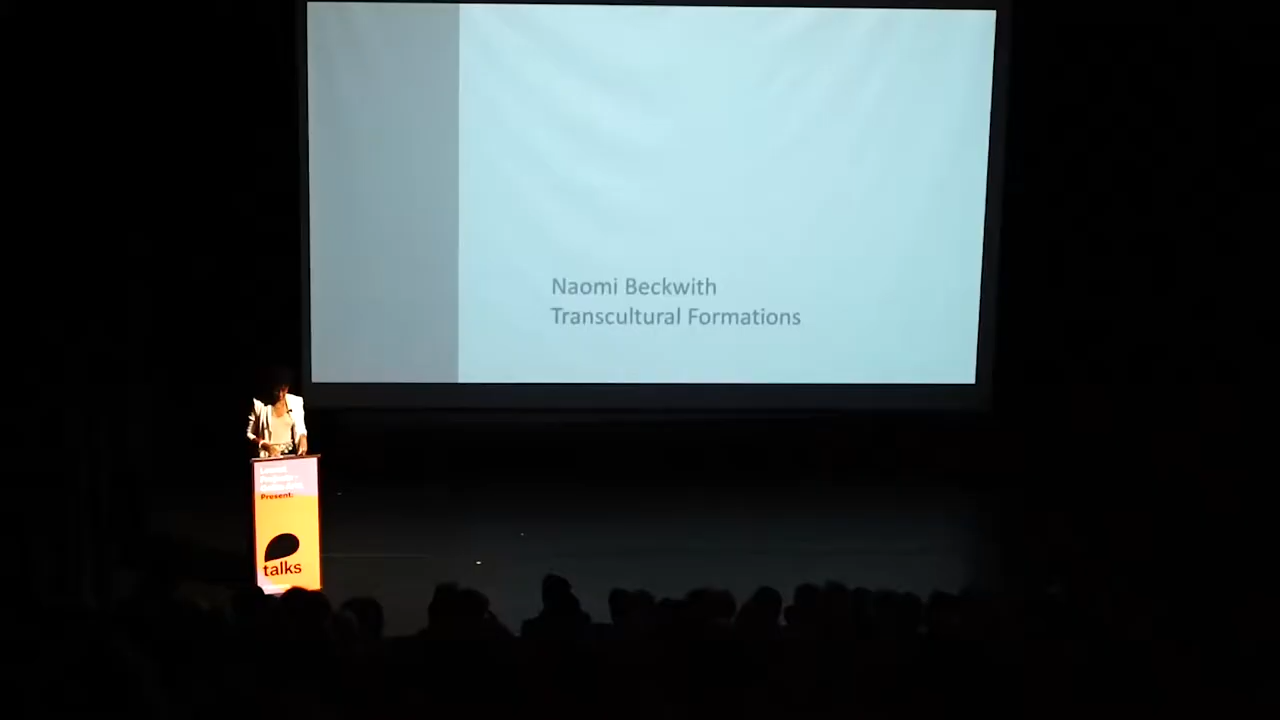 Naomi Beckwith
Transcultural Formations
Present:
talks